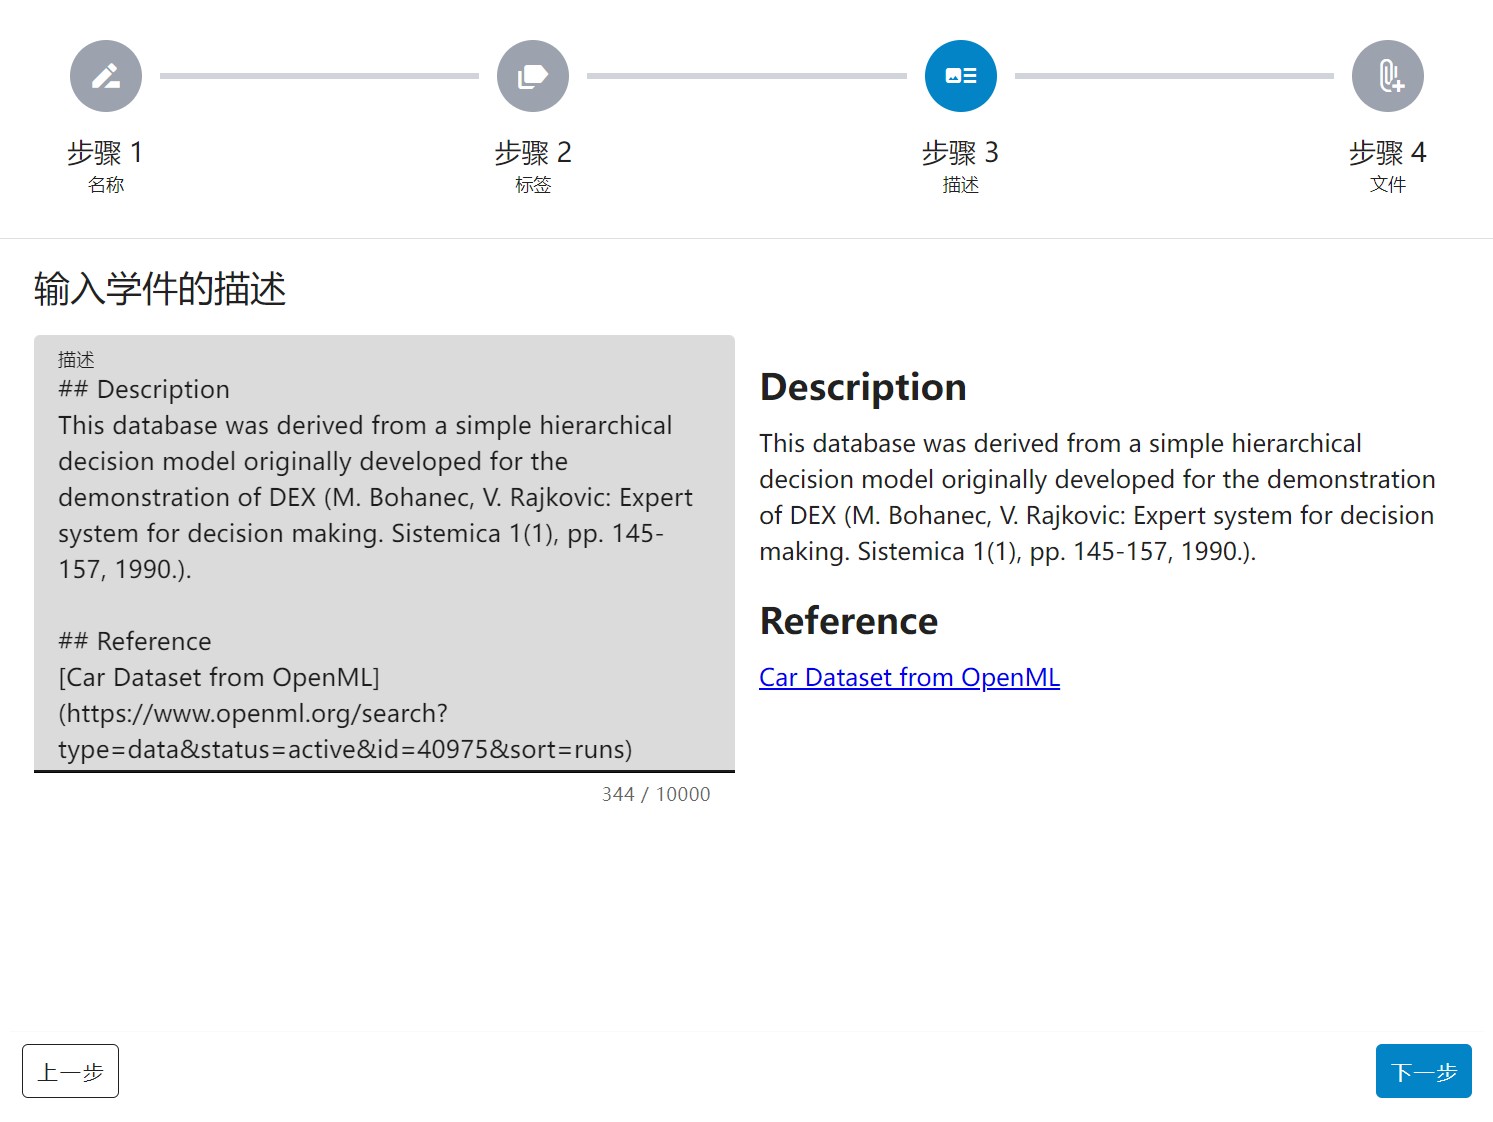 步骤 1
名称
步骤 2
标签
步骤 3
描述
步骤 4
文件
输入学件的描述
描述
## Description
This database was derived from a simple hierarchical
decision model originally developed for the
demonstration of DEX (M. Bohanec, V. Rajkovic: Expert
system for decision making. Sistemica 1(1), pp. 145-
157, 1990.).
## Reference
[Car Dataset from OpenML]
(https://www.openml.org/search?
type=data&status=active&id=40975&sort=runs)
344 / 10000
Description
This database was derived from a simple hierarchical
decision model originally developed for the demonstration
of DEX (M. Bohanec, V. Rajkovic: Expert system for decision
making. Sistemica 1(1), pp. 145-157, 1990.).
Reference
Car Dataset from OpenML
上一步
下一步